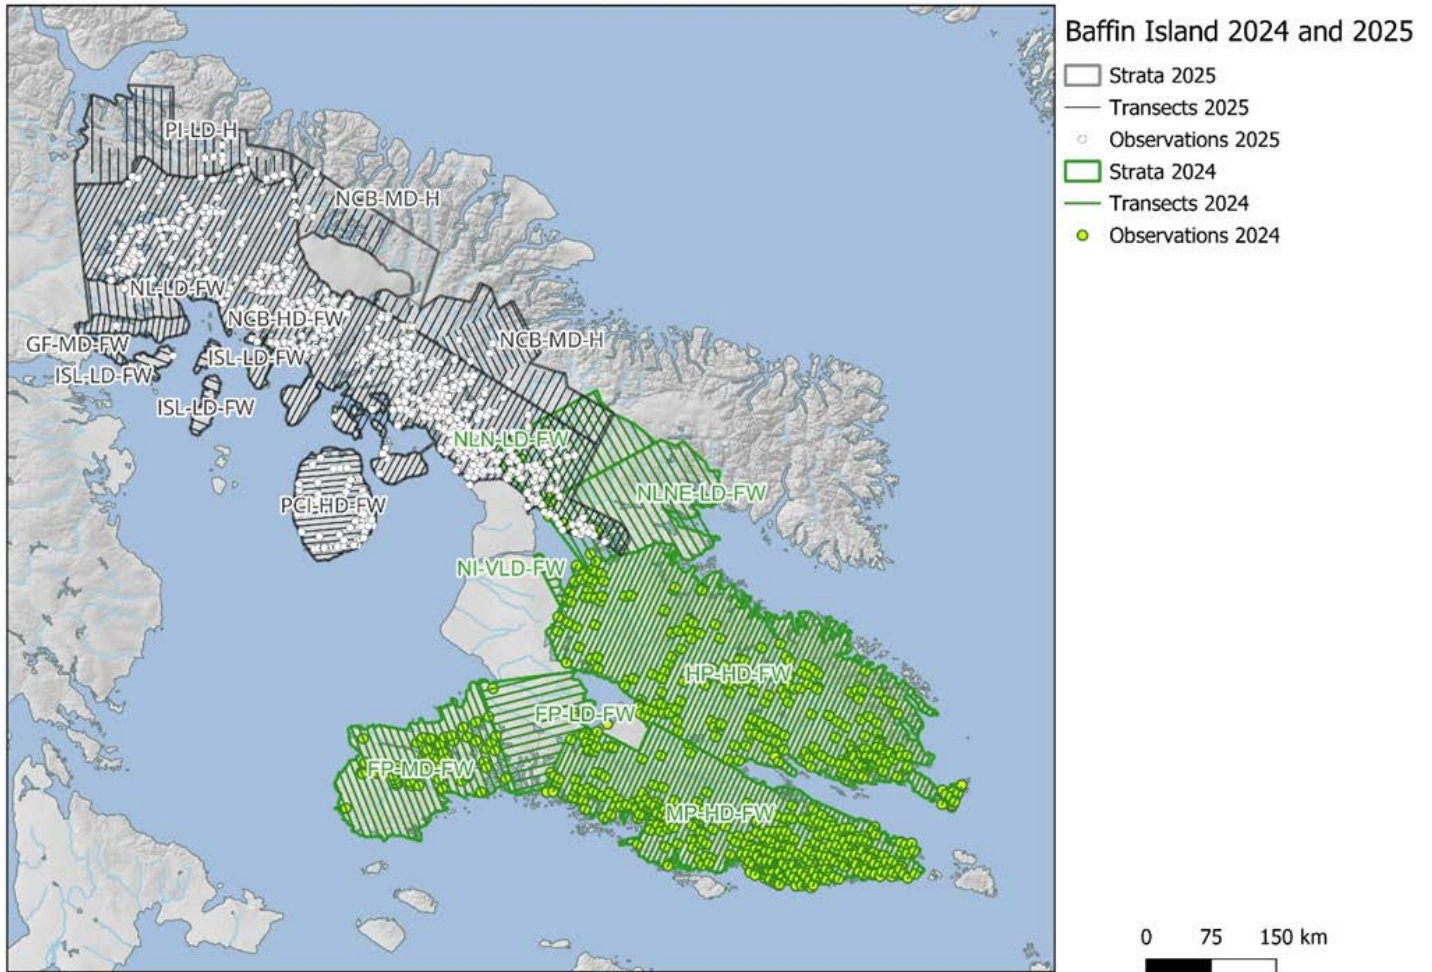 Baffin Island 2024 and 2025
Strata 2025
Transects 2025
Observations 2025
Strata 2024
Transects 2024
Observations 2024
PI-LD-H
NCB-MD-H
NL-LD-FW
NCB-HD-FW
GF-MD-FW
ISL-LD-FW
NCB-MD-H
ISL-LD-FW
ISL-LD-FW
NLN-LD-FW
NLNE-LD-FW
PCI-HD-FW
NI-VLD-FW
HP-HD-FW
FP-LD-FW
FP-MD-FW
MP-HD-FW
0 75 150 km